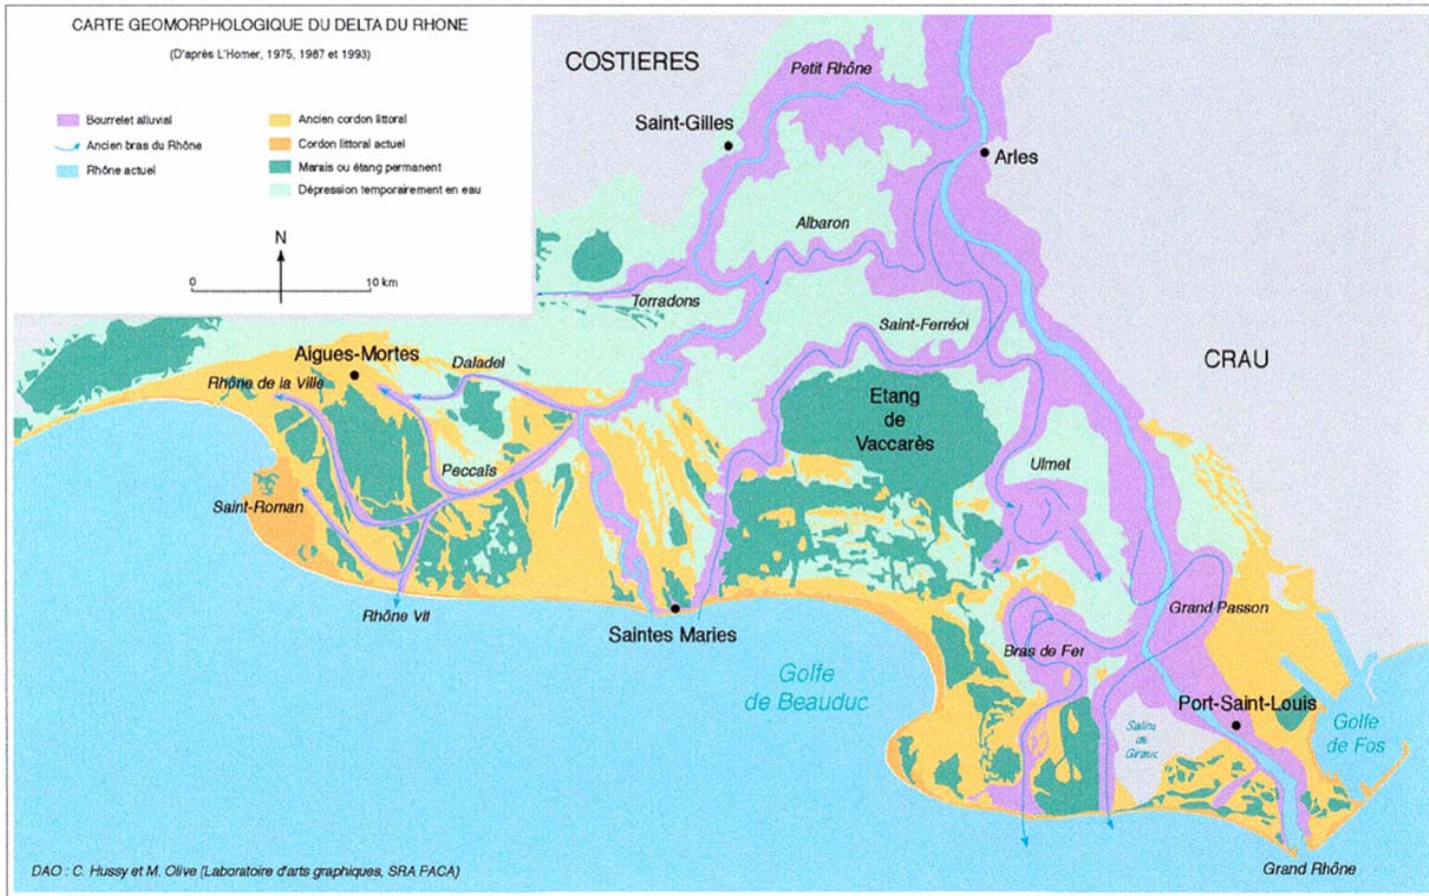 CARTE GEOMORPHOLOGIQUE DU DELTA DU RHONE
(D'après L'Homer, 1975, 1987 et 1993)
Bourrelet alluvial
Ancien bras du Rhône
Rhône actuel
Ancien cordon littoral
Cordon littoral actuel
Marais ou étang permanent
Dépression temporairement en eau
N
0 10 km
COSTIERES
Petit Rhône
Saint-Gilles
Arles
Albaron
Torradons
Saint-Ferréol
CRAU
Aigues-Mortes
Daladel
Rhône de la Ville
Etang
de
Vaccarès
Peccaïs
Ulmet
Saint-Roman
Rhône Vif
Saintes Maries
Grand Passon
Bras de Fer
Golfe
de Beauduc
Port-Saint-Louis
Golfe
de Fos
Salins
de
Giraud
Grand Rhône
DAO : C. Hussy et M. Olive (Laboratoire d'arts graphiques, SRA PACA)